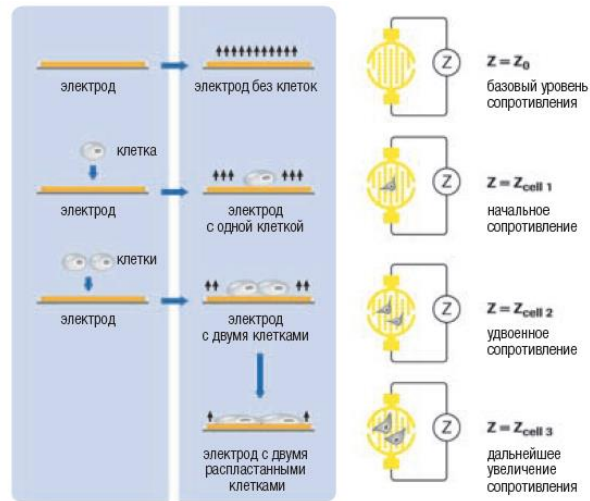 электрод
электрод без клеток
Z
Z = Z0
базовый уровень
сопротивления
клетка
электрод
электрод
с одной клеткой
Z
Z = Zcell 1
начальное
сопротивление
клетки
электрод
электрод
с двумя клетками
Z
Z = Zcell 2
удвоенное
сопротивление
электрод с двумя
распластанными
клетками
Z
Z = Zcell 3
дальнейшее
увеличение
сопротивления